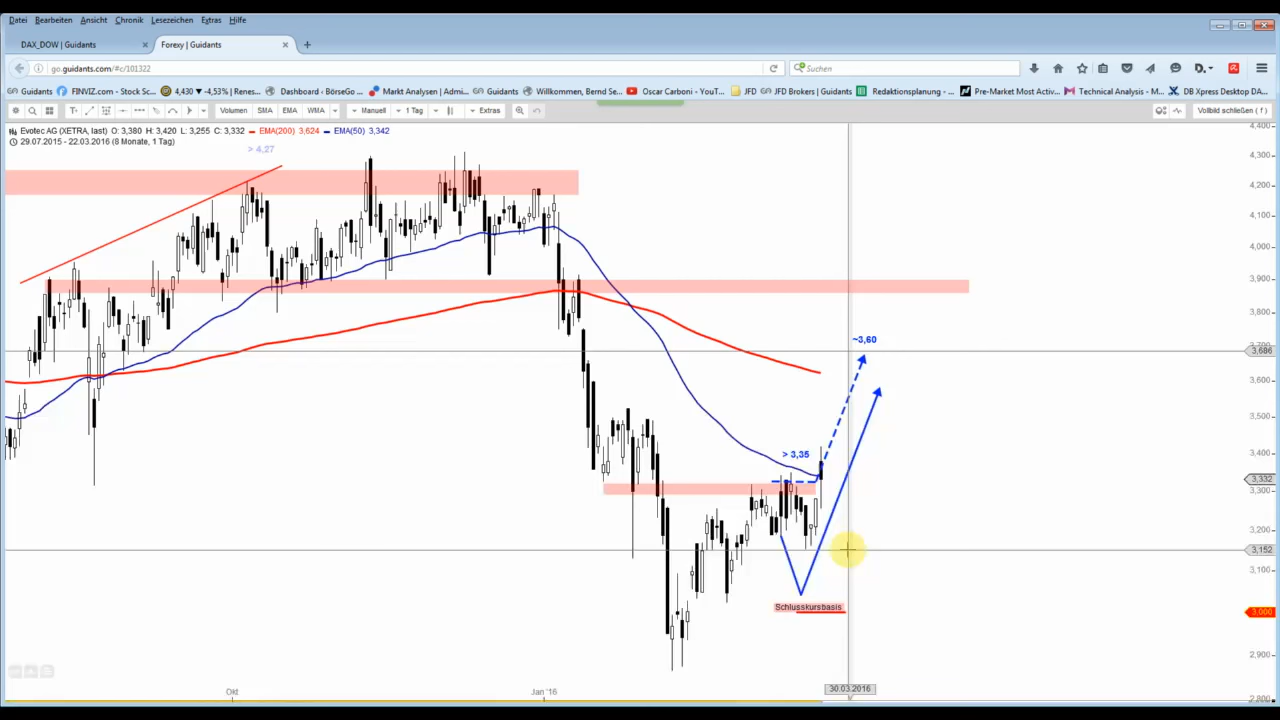 Datei Bearbeiten Ansicht Chronik Lesezeichen Extras Hilfe
DAX_DOW | Guidants × Forexy | Guidants × +
go.guidants.com/#c/101322 Suchen
Guidants FINVIZ.com - Stock Sc... 4,430 ▼ -4,53% | Renes... Dashboard - BörseGo ... Markt Analysen | Admi... Guidants Willkommen, Bernd Se... Oscar Carboni - YouT... JFD JFD Brokers | Guidants Redaktionsplanung - ... Pre-Market Most Activ... Technical Analysis - M... DB Xpress Desktop DA...
Volumen SMA EMA WMA Manuell 1 Tag Extras Vollbild schließen ( f )
Evotec AG (XETRA, last) O: 3,380 H: 3,420 L: 3,255 C: 3,332 EMA(200) 3,624 EMA(50) 3,342
29.07.2015 - 22.03.2016 (8 Monate, 1 Tag)
> 4,27
4,400
4,300
4,200
4,100
4,000
3,900
3,800
~3,60
3,686
3,600
3,500
> 3,35
3,400
3,332
3,300
3,200
3,152
3,100
Schlusskursbasis
3,000
2,900
Okt Jan '16 30.03.2016
2,800